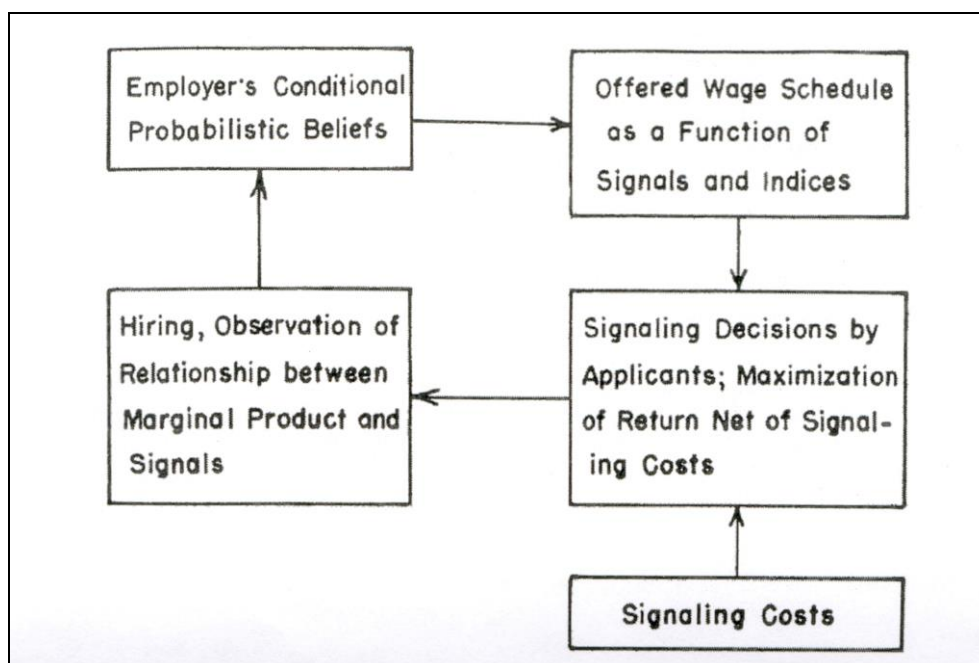 Employer's Conditional
Probabilistic Beliefs
Offered Wage Schedule
as a Function of
Signals and Indices
Hiring, Observation of
Relationship between
Marginal Product and
Signals
Signaling Decisions by
Applicants; Maximization
of Return Net of Signal-
ing Costs
Signaling Costs